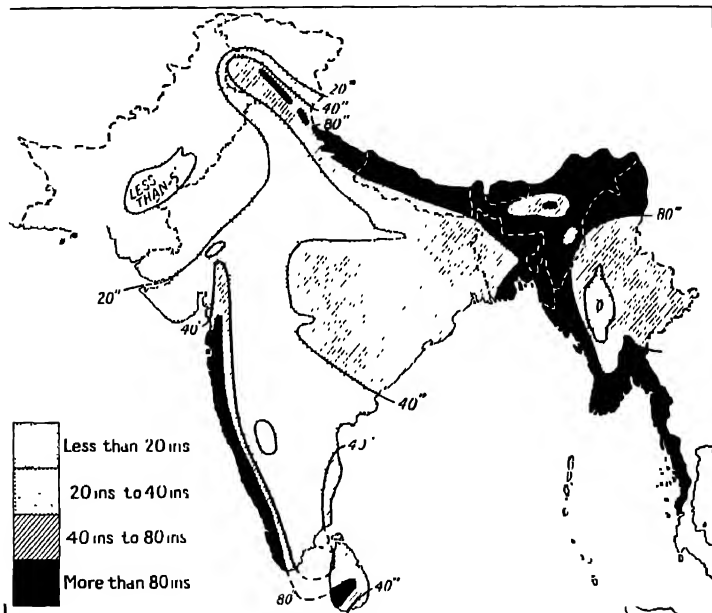 20"
40"
80"
LESS
THAN 5"
80"
20"
40'
40"
40'
D
Less than 20 ins
20 ins to 40 ins
40 ins to 80 ins
More than 80 ins
80
40"